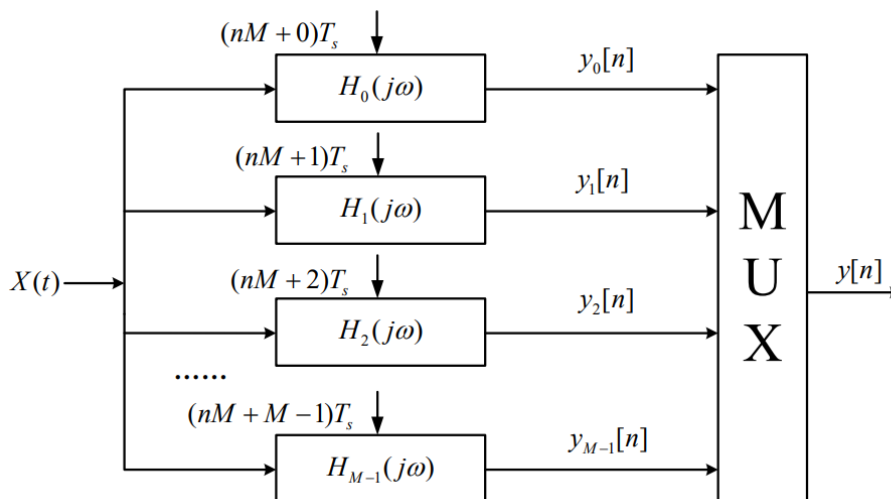 (nM + 0)T_s
H_0(jω)
y_0[n]
(nM + 1)T_s
H_1(jω)
y_1[n]
X(t)
(nM + 2)T_s
H_2(jω)
y_2[n]
......
(nM + M − 1)T_s
H_{M−1}(jω)
y_{M−1}[n]
M
U
X
y[n]